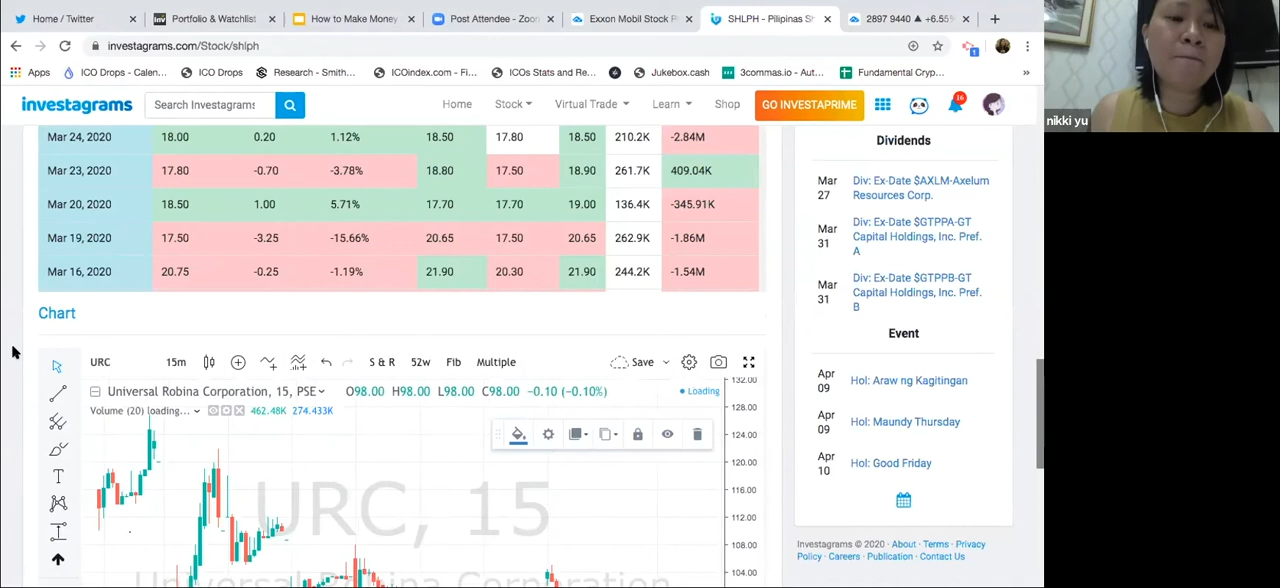 Home / Twitter
Portfolio & Watchlist
How to Make Money
Post Attendee - Zoom
Exxon Mobil Stock P
SHLPH - Pilipinas Sh
2897 9440 ▲ +6.55%
investagrams.com/Stock/shlph
Apps
ICO Drops - Calen...
ICO Drops
Research - Smith...
ICOindex.com - Fi...
ICOs Stats and Re...
Jukebox.cash
3commas.io - Aut...
Fundamental Cryp...
»
investagrams
Search Investagrams
Home
Stock
Virtual Trade
Learn
Shop
GO INVESTAPRIME
16
nikki yu
Mar 24, 2020 18.00 0.20 1.12% 18.50 17.80 18.50 210.2K -2.84M
Mar 23, 2020 17.80 -0.70 -3.78% 18.80 17.50 18.90 261.7K 409.04K
Mar 20, 2020 18.50 1.00 5.71% 17.70 17.70 19.00 136.4K -345.91K
Mar 19, 2020 17.50 -3.25 -15.66% 20.65 17.50 20.65 262.9K -1.86M
Mar 16, 2020 20.75 -0.25 -1.19% 21.90 20.30 21.90 244.2K -1.54M
Chart
URC 15m S & R 52w Fib Multiple Save
Universal Robina Corporation, 15, PSE O98.00 H98.00 L98.00 C98.00 -0.10 (-0.10%) Loading
Volume (20) loading... 462.48K 274.433K
132.00
128.00
124.00
120.00
116.00
112.00
108.00
104.00
URC, 15
Universal Robina Corporation
Dividends
Mar 27
Div: Ex-Date $AXLM-Axelum
Resources Corp.
Mar 31
Div: Ex-Date $GTPPA-GT
Capital Holdings, Inc. Pref.
A
Mar 31
Div: Ex-Date $GTPPB-GT
Capital Holdings, Inc. Pref.
B
Event
Apr 09
Hol: Araw ng Kagitingan
Apr 09
Hol: Maundy Thursday
Apr 10
Hol: Good Friday
Investagrams © 2020 · About · Terms · Privacy
Policy · Careers · Publication · Contact Us